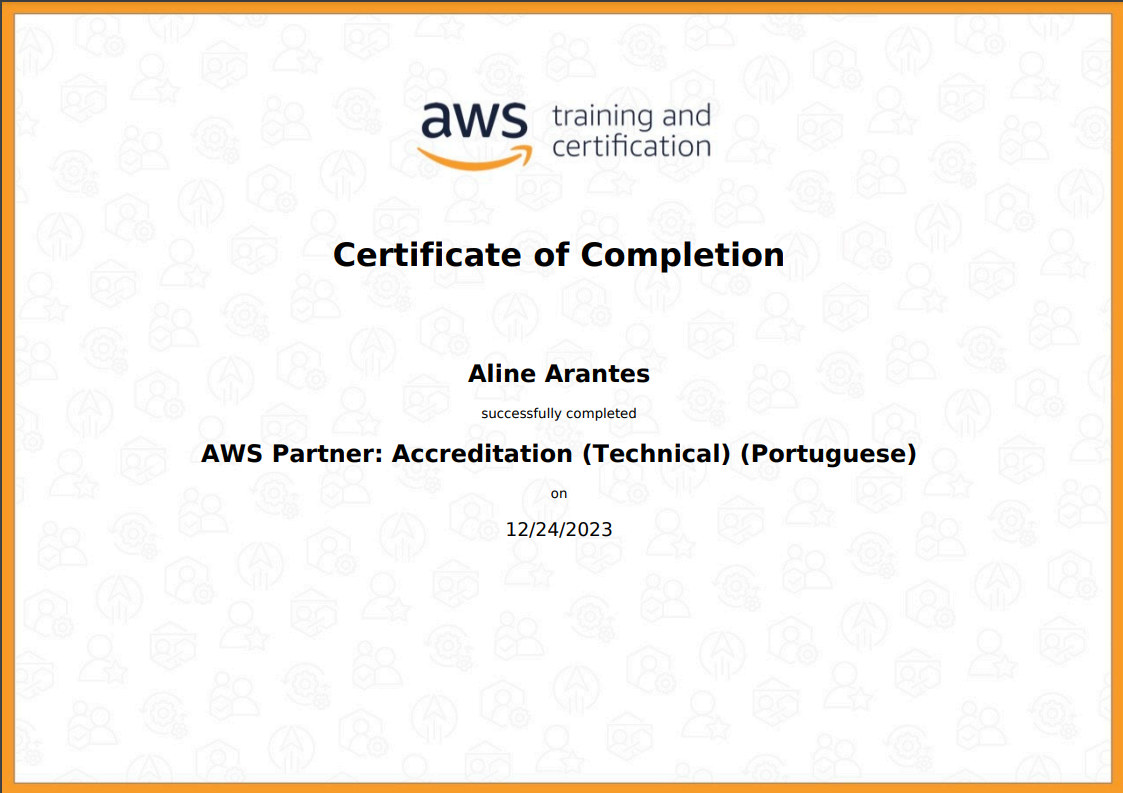 aws training and
certification
Certificate of Completion
Aline Arantes
successfully completed
AWS Partner: Accreditation (Technical) (Portuguese)
on
12/24/2023